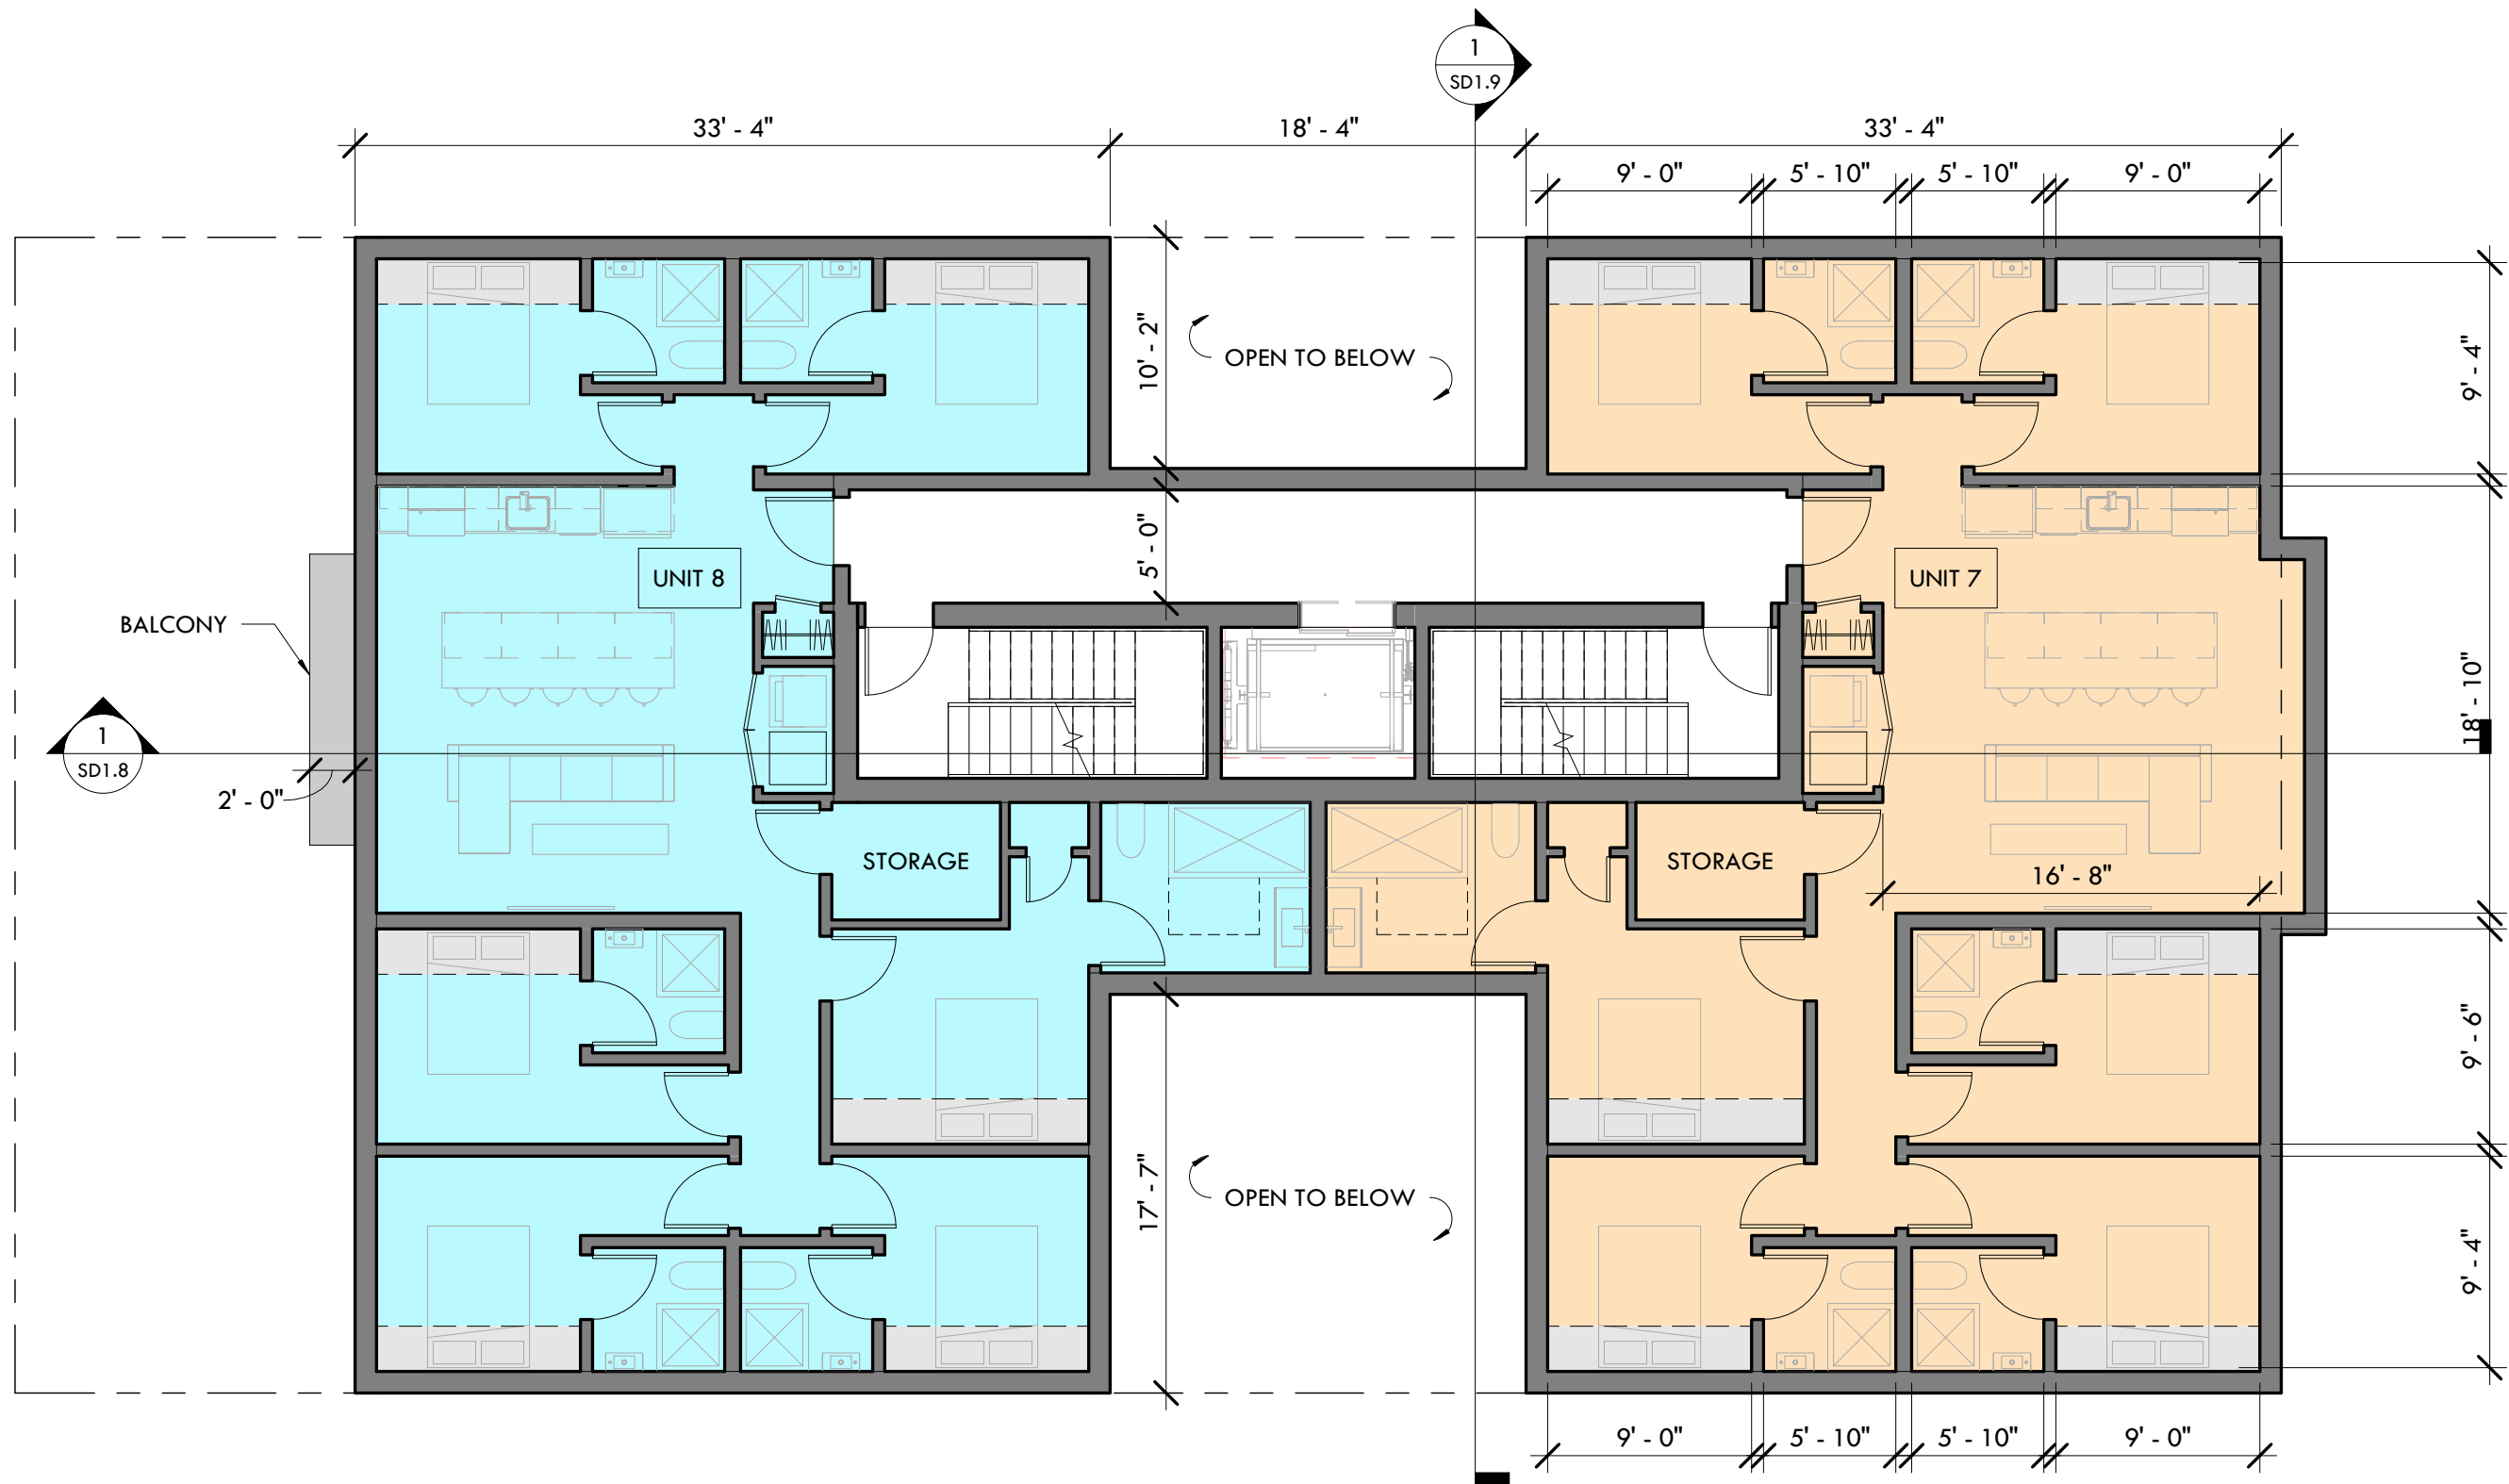 1
SD1.9
33' - 4"
18' - 4"
33' - 4"
9' - 0"
5' - 10"
5' - 10"
9' - 0"
10' - 2"
OPEN TO BELOW
9' - 4"
5' - 0"
UNIT 8
UNIT 7
BALCONY
18' - 10"
1
SD1.8
2' - 0"
STORAGE
STORAGE
16' - 8"
9' - 6"
17' - 7"
OPEN TO BELOW
9' - 4"
9' - 0"
5' - 10"
5' - 10"
9' - 0"